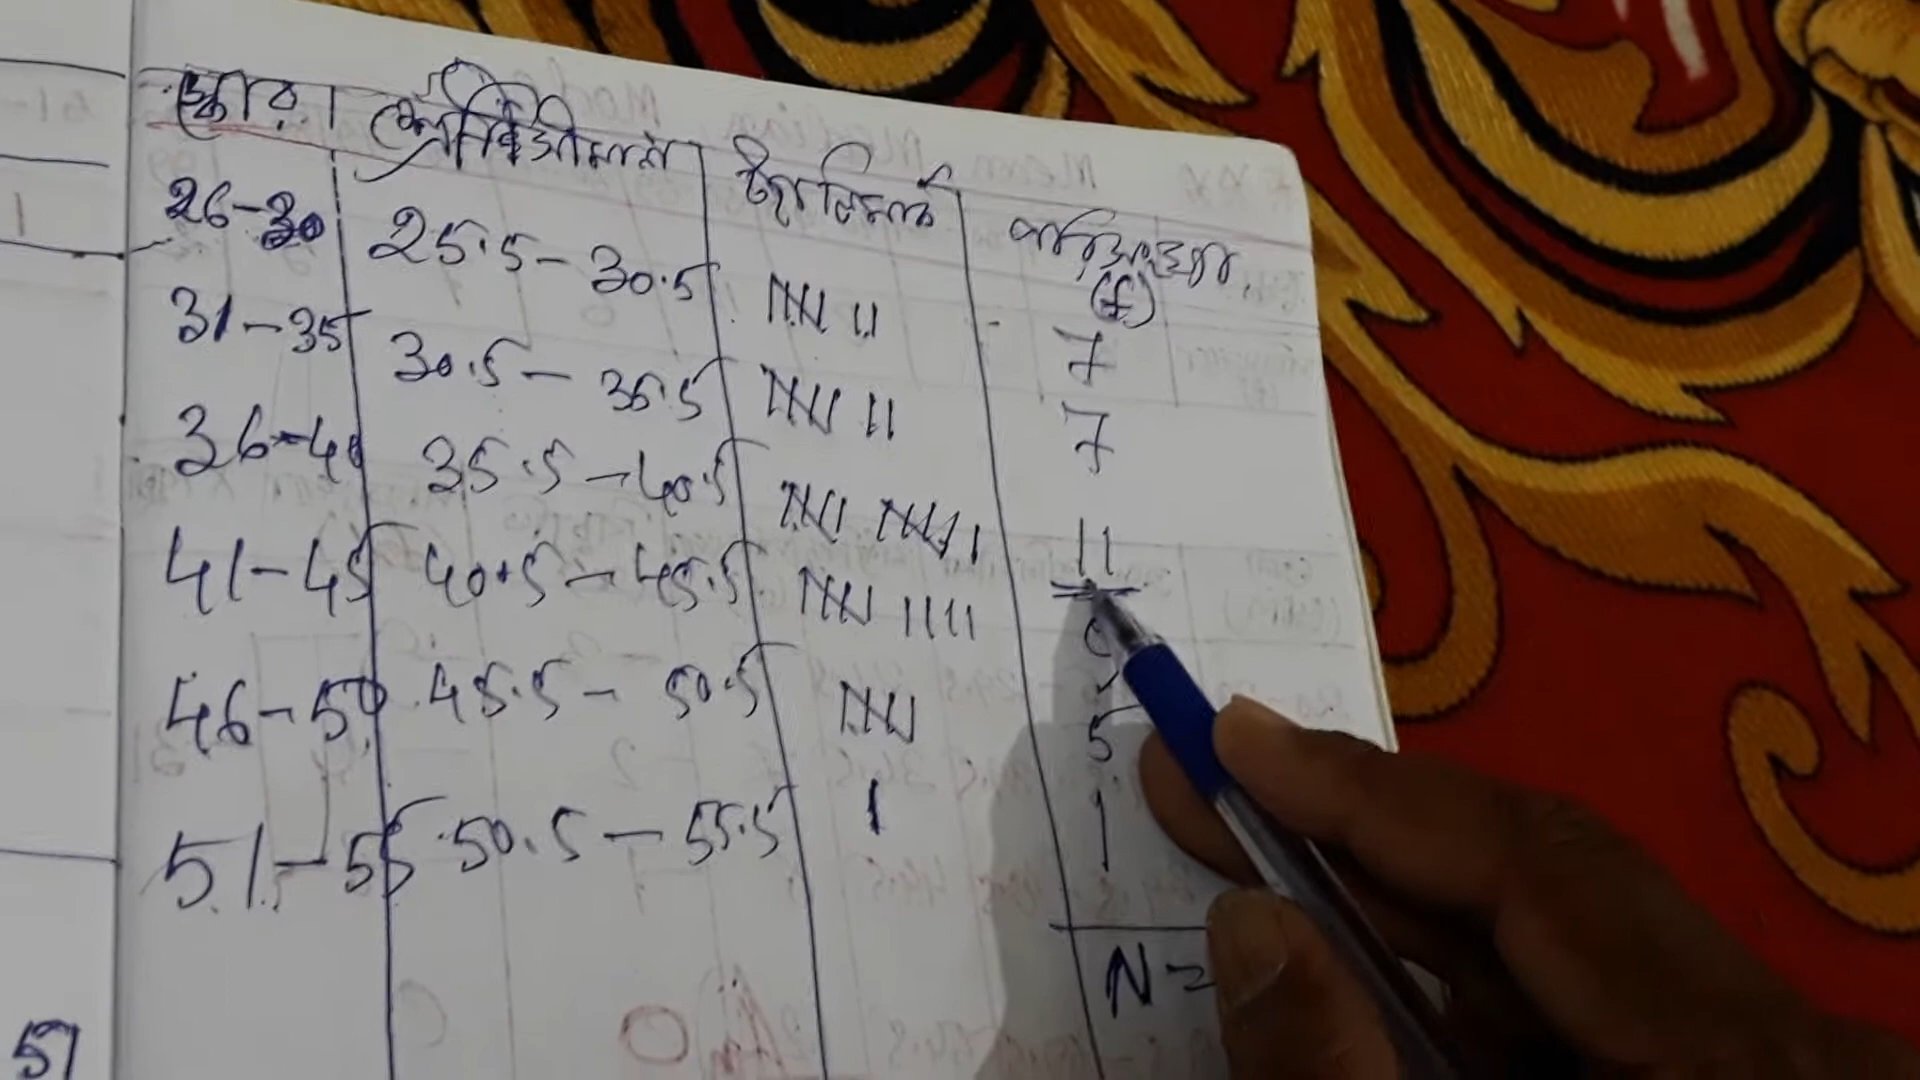 স্কোর শ্রেণিসীমানা ট্যালিমার্ক পরিসংখ্যা (f)
26-30 25.5-30.5 𝍸 || 7
31-35 30.5-35.5 𝍸 || 7
36-40 35.5-40.5 𝍸 𝍸 | 11
41-45 40.5-45.5 𝍸 ||||
46-50 45.5-50.5 𝍸 5
51-55 50.5-55.5 | 1
N =
57